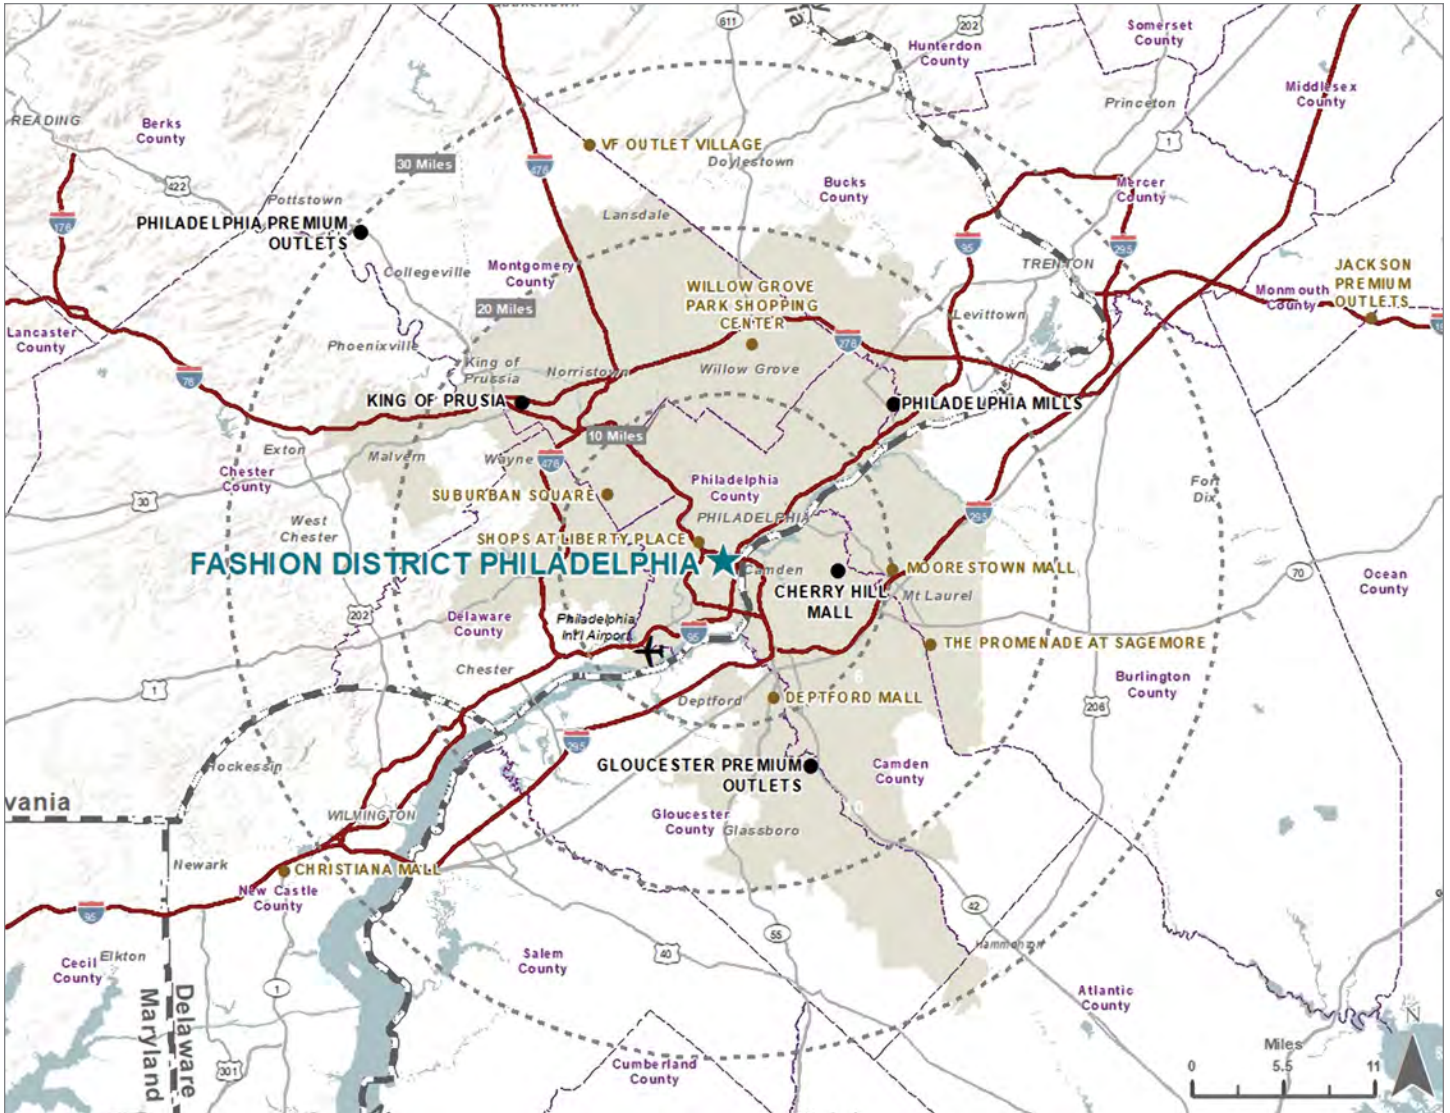 611
202
Somerset
County
Hunterdon
County
Middlesex
County
Princeton
READING
Berks
County
1
VF OUTLET VILLAGE
Doylestown
30 Miles
476
Bucks
County
Mercer
County
422
Pottstown
PHILADELPHIA PREMIUM
OUTLETS
Lansdale
176
95
295
TRENTON
Collegeville
Montgomery
County
JACKSON
PREMIUM
OUTLETS
WILLOW GROVE
PARK SHOPPING
CENTER
Monmouth
County
20 Miles
Levittown
Lancaster
County
Phoenixville
276
King of
Prussia
Norristown
Willow Grove
76
KING OF PRUSIA
PHILADELPHIA MILLS
10 Miles
Exton
Malvern
Wayne
476
Chester
County
Philadelphia
County
Fort
Dix
SUBURBAN SQUARE
30
West
Chester
PHILADELPHIA
295
SHOPS AT LIBERTY PLACE
FASHION DISTRICT PHILADELPHIA
Camden
MOORESTOWN MALL
70
Ocean
County
CHERRY HILL
MALL
Mt Laurel
202
Delaware
County
Philadelphia
Int'l Airport
95
THE PROMENADE AT SAGEMORE
Chester
6
Burlington
County
1
Deptford
DEPTFORD MALL
206
295
Hockessin
GLOUCESTER PREMIUM
OUTLETS
Camden
County
vania
WILMINGTON
Gloucester
County
Glassboro
10
Newark
CHRISTIANA MALL
New Castle
County
95
42
55
Hammonton
Cecil
County
Elkton
Salem
County
40
1
Atlantic
County
Delaware
Maryland
N
Miles
301
Cumberland
County
0
5.5
11